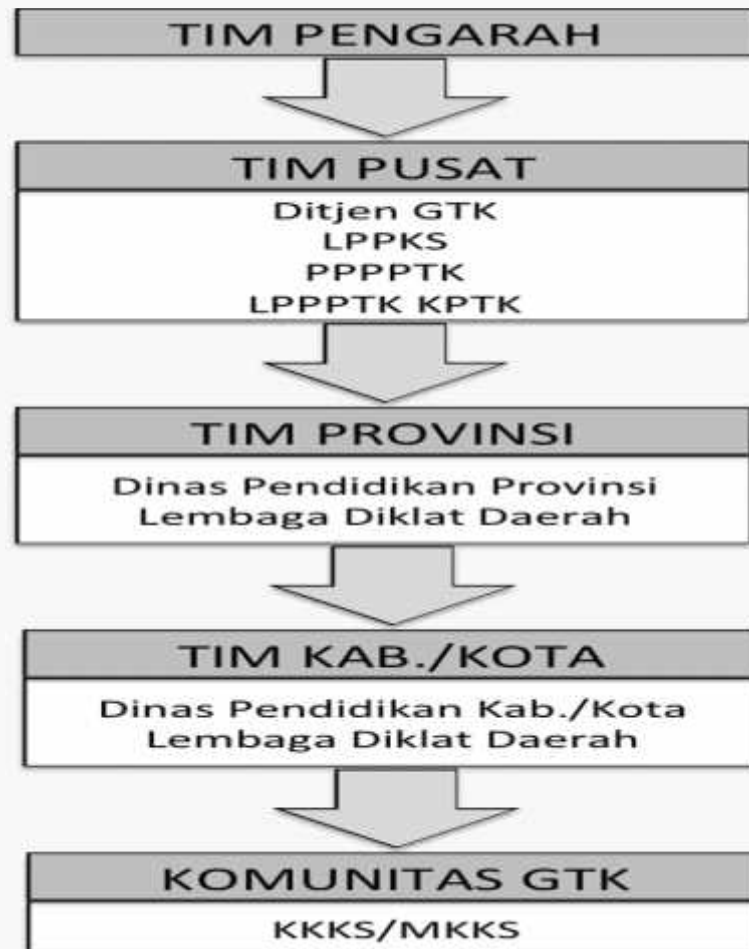 TIM PENGARAH
TIM PUSAT
Ditjen GTK
LPPKS
PPPPTK
LPPPTK KPTK
TIM PROVINSI
Dinas Pendidikan Provinsi
Lembaga Diklat Daerah
TIM KAB./KOTA
Dinas Pendidikan Kab./Kota
Lembaga Diklat Daerah
KOMUNITAS GTK
KKKS/MKKS